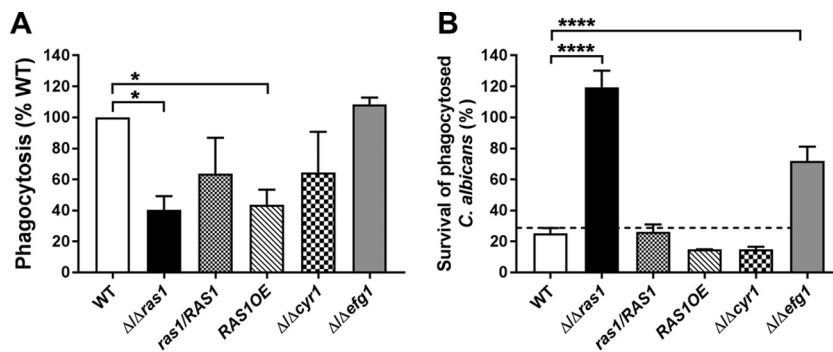 A
Phagocytosis (% WT)
140
120
100
80
60
40
20
0
*
*
WT
Δ/Δras1
ras1/RAS1
RAS1OE
Δ/Δcyr1
Δ/Δefg1
B
Survival of phagocytosed
C. albicans (%)
140
120
100
80
60
40
20
0
****
****
WT
Δ/Δras1
ras1/RAS1
RAS1OE
Δ/Δcyr1
Δ/Δefg1